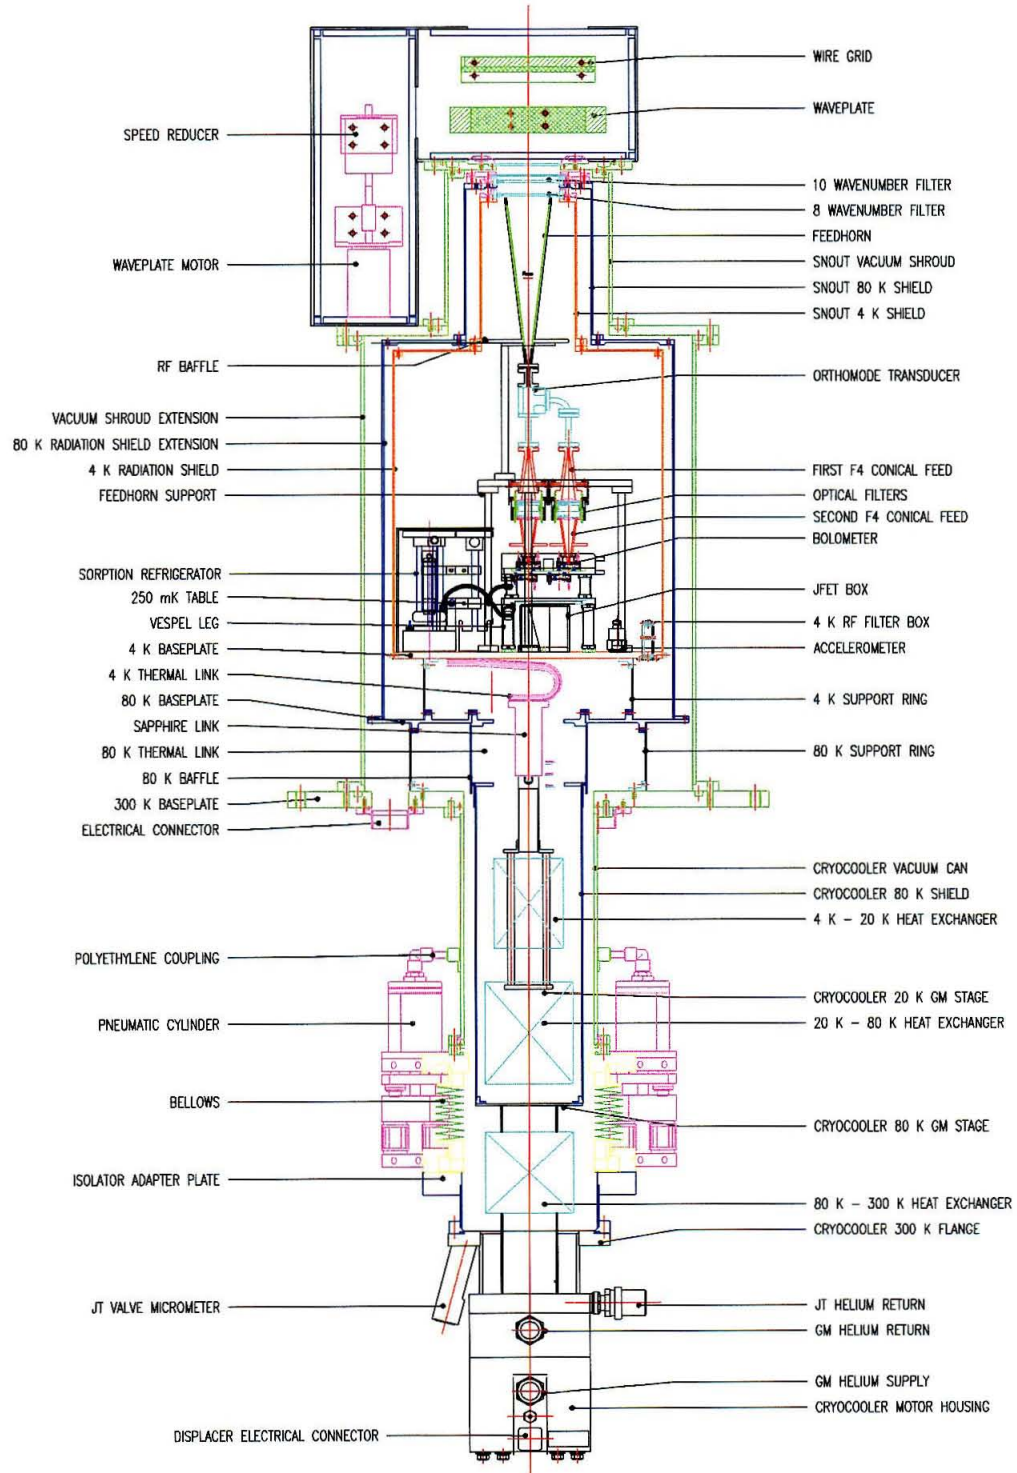 WIRE GRID
WAVEPLATE
SPEED REDUCER
10 WAVENUMBER FILTER
8 WAVENUMBER FILTER
FEEDHORN
SNOUT VACUUM SHROUD
WAVEPLATE MOTOR
SNOUT 80 K SHIELD
SNOUT 4 K SHIELD
RF BAFFLE
ORTHOMODE TRANSDUCER
VACUUM SHROUD EXTENSION
80 K RADIATION SHIELD EXTENSION
4 K RADIATION SHIELD
FIRST F4 CONICAL FEED
FEEDHORN SUPPORT
OPTICAL FILTERS
SECOND F4 CONICAL FEED
BOLOMETER
SORPTION REFRIGERATOR
JFET BOX
250 mK TABLE
VESPEL LEG
4 K RF FILTER BOX
4 K BASEPLATE
ACCELEROMETER
4 K THERMAL LINK
80 K BASEPLATE
4 K SUPPORT RING
SAPPHIRE LINK
80 K THERMAL LINK
80 K SUPPORT RING
80 K BAFFLE
300 K BASEPLATE
ELECTRICAL CONNECTOR
CRYOCOOLER VACUUM CAN
CRYOCOOLER 80 K SHIELD
4 K - 20 K HEAT EXCHANGER
POLYETHYLENE COUPLING
CRYOCOOLER 20 K GM STAGE
PNEUMATIC CYLINDER
20 K - 80 K HEAT EXCHANGER
BELLOWS
CRYOCOOLER 80 K GM STAGE
ISOLATOR ADAPTER PLATE
80 K - 300 K HEAT EXCHANGER
CRYOCOOLER 300 K FLANGE
JT VALVE MICROMETER
JT HELIUM RETURN
GM HELIUM RETURN
GM HELIUM SUPPLY
CRYOCOOLER MOTOR HOUSING
DISPLACER ELECTRICAL CONNECTOR